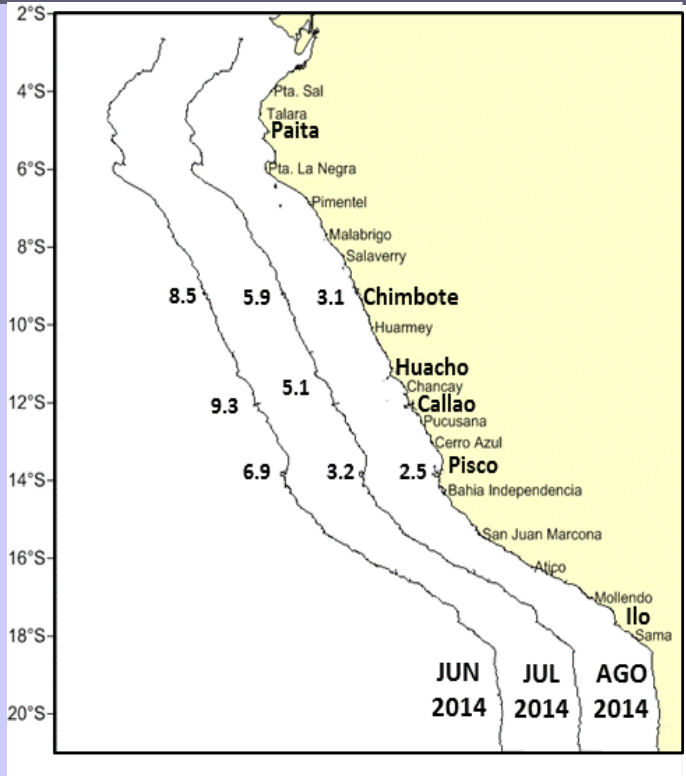 2°S
4°S
Pta. Sal
Talara
Paita
6°S
Pta. La Negra
Pimentel
Malabrigo
8°S
Salaverry
8.5 5.9 3.1 Chimbote
10°S
Huarmey
Huacho
5.1 Chancay
12°S
9.3 Callao
Pucusana
Cerro Azul
6.9 3.2 2.5 Pisco
14°S
Bahia Independencia
San Juan Marcona
16°S
Atico
Mollendo
Ilo
18°S
Sama
JUN JUL AGO
2014 2014 2014
20°S